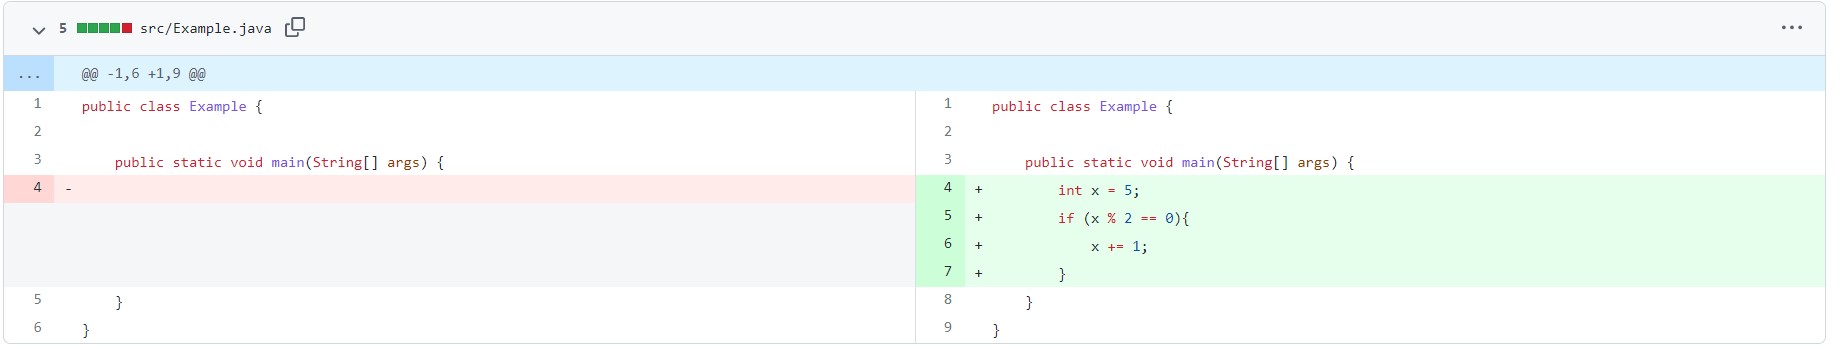 5 src/Example.java ...
... @@ -1,6 +1,9 @@
1 public class Example {
2
3     public static void main(String[] args) {
4 -
5     }
6 }
1 public class Example {
2
3     public static void main(String[] args) {
4 +         int x = 5;
5 +         if (x % 2 == 0){
6 +             x += 1;
7 +         }
8     }
9 }